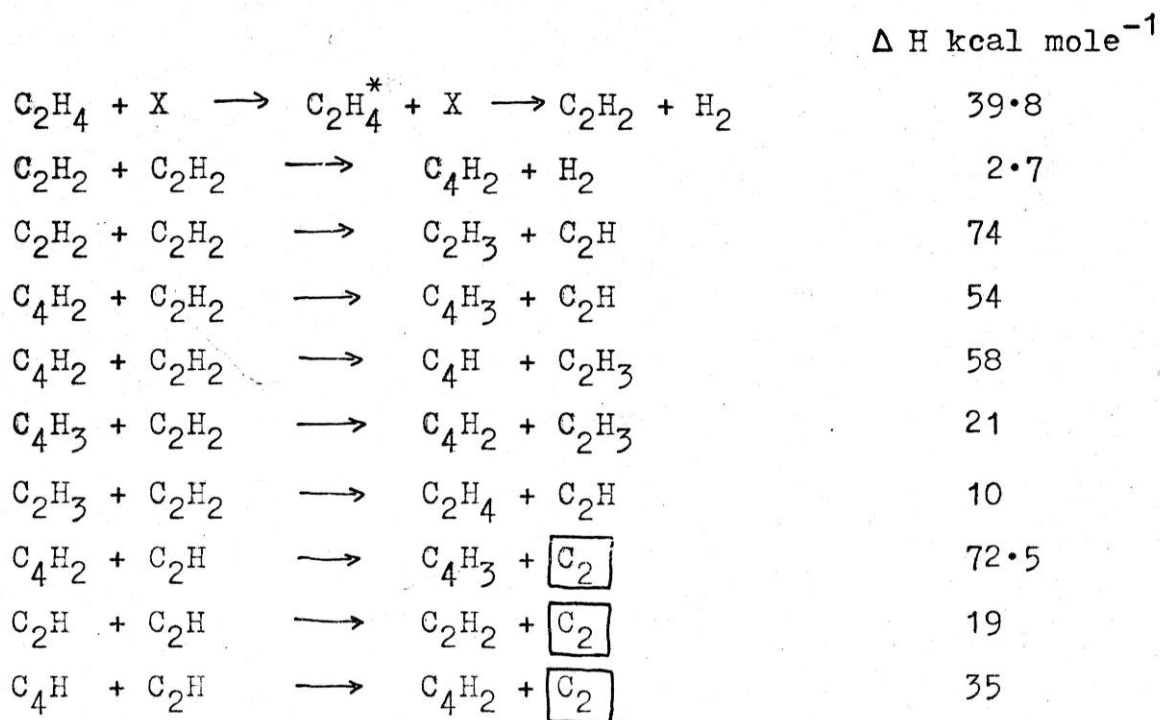 Δ H kcal mole⁻¹
C₂H₄ + X ⟶ C₂H₄* + X ⟶ C₂H₂ + H₂ 39·8
C₂H₂ + C₂H₂ ⟶ C₄H₂ + H₂ 2·7
C₂H₂ + C₂H₂ ⟶ C₂H₃ + C₂H 74
C₄H₂ + C₂H₂ ⟶ C₄H₃ + C₂H 54
C₄H₂ + C₂H₂ ⟶ C₄H + C₂H₃ 58
C₄H₃ + C₂H₂ ⟶ C₄H₂ + C₂H₃ 21
C₂H₃ + C₂H₂ ⟶ C₂H₄ + C₂H 10
C₄H₂ + C₂H ⟶ C₄H₃ + C₂ 72·5
C₂H + C₂H ⟶ C₂H₂ + C₂ 19
C₄H + C₂H ⟶ C₄H₂ + C₂ 35